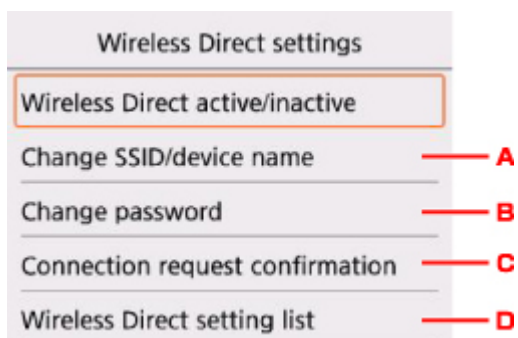 Wireless Direct settings
Wireless Direct active/inactive
Change SSID/device name A
Change password B
Connection request confirmation C
Wireless Direct setting list D